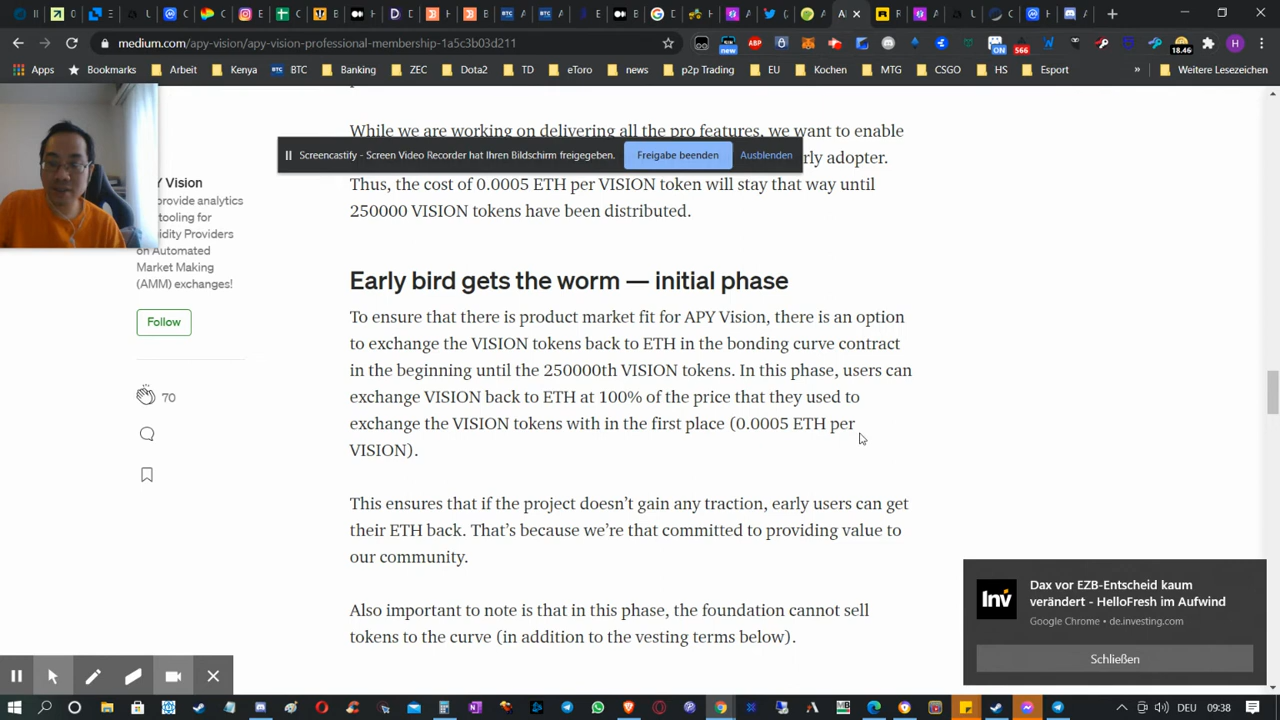 medium.com/apy-vision/apy-vision-professional-membership-1a5c3b03d211
Apps
Bookmarks
Arbeit
Kenya
BTC
Banking
ZEC
Dota2
TD
eToro
news
p2p Trading
EU
Kochen
MTG
CSGO
HS
Esport
»
Weitere Lesezeichen
new
ABP
ON
566
18.46
H
While we are working on delivering all the pro features, we want to enable
rly adopter.
Thus, the cost of 0.0005 ETH per VISION token will stay that way until
250000 VISION tokens have been distributed.
Screencastify - Screen Video Recorder hat Ihren Bildschirm freigegeben.
Freigabe beenden
Ausblenden
Y Vision
provide analytics
tooling for
idity Providers
on Automated
Market Making
(AMM) exchanges!
Follow
70
Early bird gets the worm — initial phase
To ensure that there is product market fit for APY Vision, there is an option
to exchange the VISION tokens back to ETH in the bonding curve contract
in the beginning until the 250000th VISION tokens. In this phase, users can
exchange VISION back to ETH at 100% of the price that they used to
exchange the VISION tokens with in the first place (0.0005 ETH per
VISION).
This ensures that if the project doesn't gain any traction, early users can get
their ETH back. That's because we're that committed to providing value to
our community.
Also important to note is that in this phase, the foundation cannot sell
tokens to the curve (in addition to the vesting terms below).
Inv
Dax vor EZB-Entscheid kaum
verändert - HelloFresh im Aufwind
Google Chrome • de.investing.com
Schließen
DEU
09:38